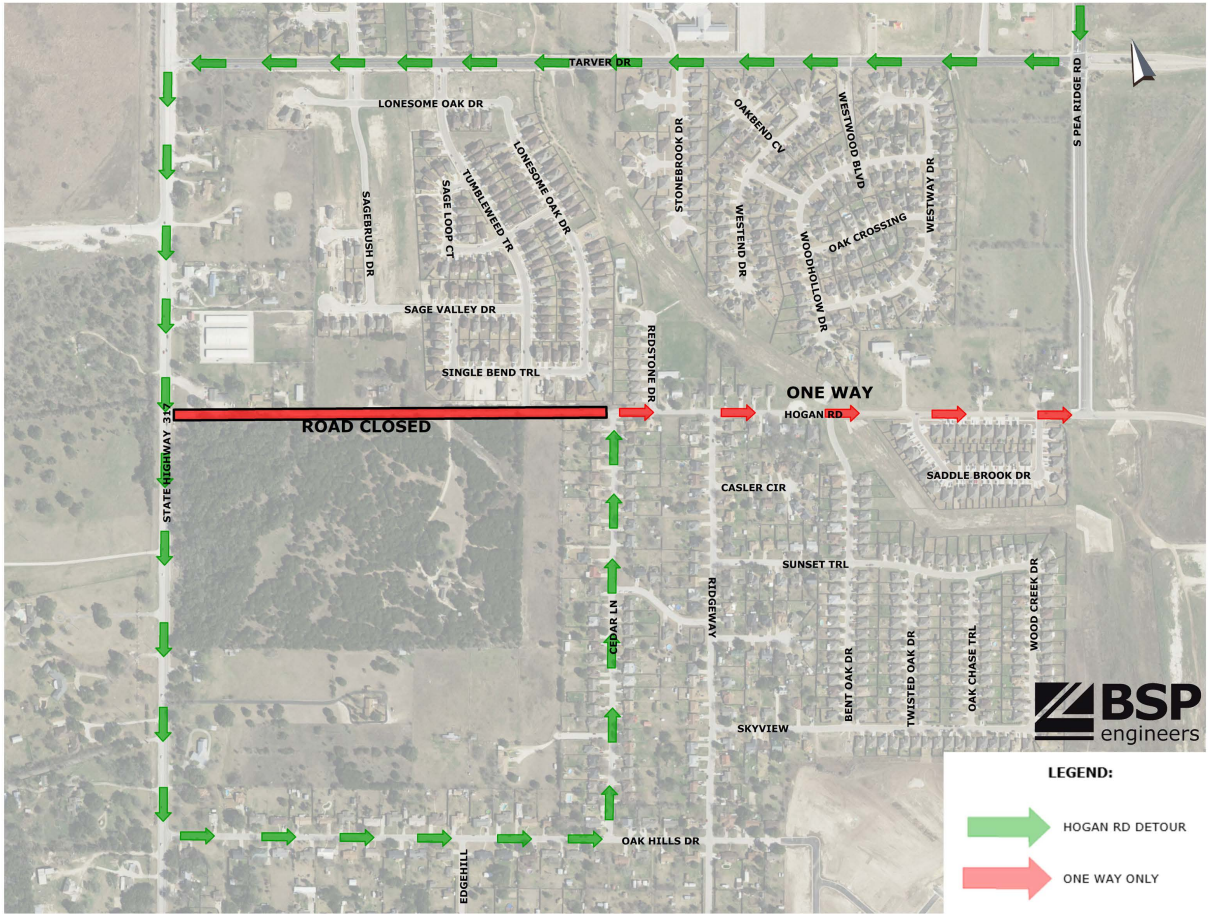 TARVER DR
S PEA RIDGE RD
LONESOME OAK DR
OAKBEND CV
WESTWOOD BLVD
STONEBROOK DR
LONESOME OAK DR
TUMBLEWEED TR
SAGE LOOP CT
SAGEBRUSH DR
WESTWAY DR
OAK CROSSING
WESTEND DR
WOODHOLLOW DR
SAGE VALLEY DR
REDSTONE DR
SINGLE BEND TRL
ONE WAY
HOGAN RD
ROAD CLOSED
STATE HIGHWAY 317
SADDLE BROOK DR
CASLER CIR
SUNSET TRL
CEDAR LN
RIDGEWAY
WOOD CREEK DR
BENT OAK DR
TWISTED OAK DR
OAK CHASE TRL
SKYVIEW
BSP
engineers
OAK HILLS DR
EDGEHILL
LEGEND:
HOGAN RD DETOUR
ONE WAY ONLY